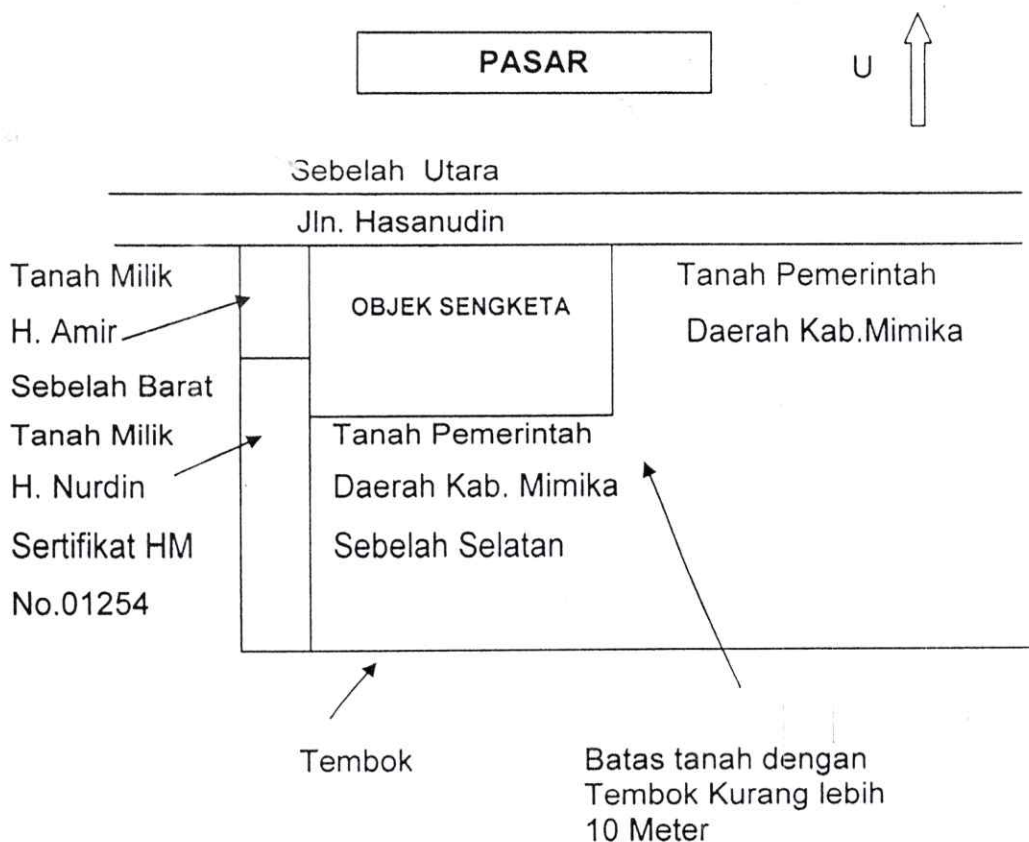 PASAR
U
Sebelah Utara
Jln. Hasanudin
Tanah Milik
H. Amir
Sebelah Barat
Tanah Milik
H. Nurdin
Sertifikat HM
No.01254
OBJEK SENGKETA
Tanah Pemerintah
Daerah Kab.Mimika
Tanah Pemerintah
Daerah Kab. Mimika
Sebelah Selatan
Tembok
Batas tanah dengan
Tembok Kurang lebih
10 Meter